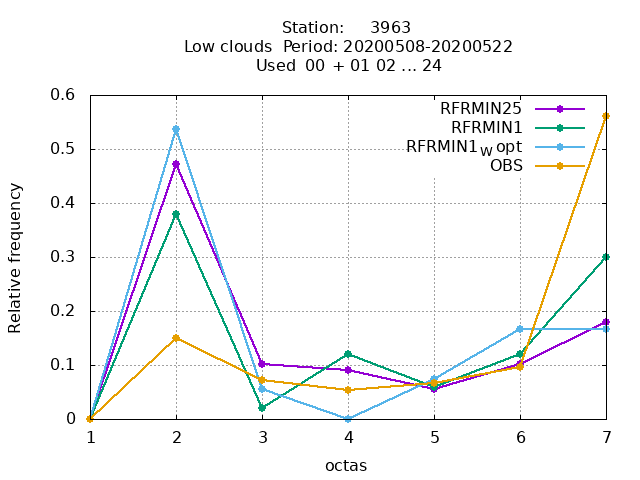 Station: 3963
Low clouds Period: 20200508-20200522
Used 00 + 01 02 ... 24
0.6
RFRMIN25
RFRMIN1
0.5
RFRMIN1W opt
OBS
0.4
Relative frequency
0.3
0.2
0.1
0
1 2 3 4 5 6 7
octas